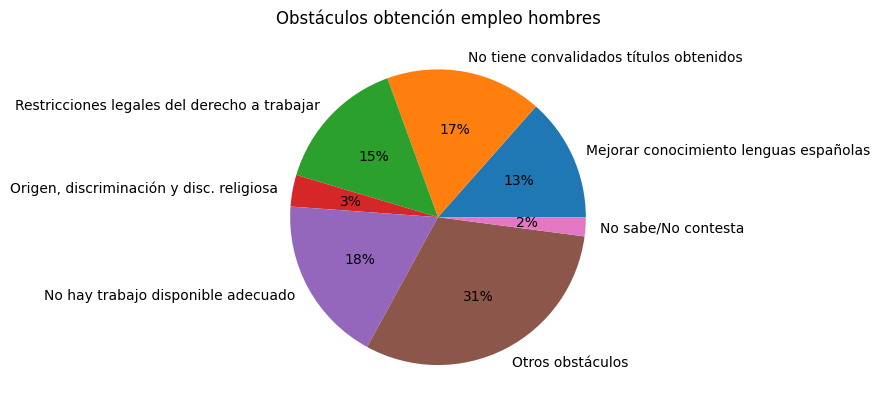 Obstáculos obtención empleo hombres
No tiene convalidados títulos obtenidos
Restricciones legales del derecho a trabajar
17%
15%
Mejorar conocimiento lenguas españolas
13%
Origen, discriminación y disc. religiosa
3%
2%
No sabe/No contesta
18%
No hay trabajo disponible adecuado
31%
Otros obstáculos